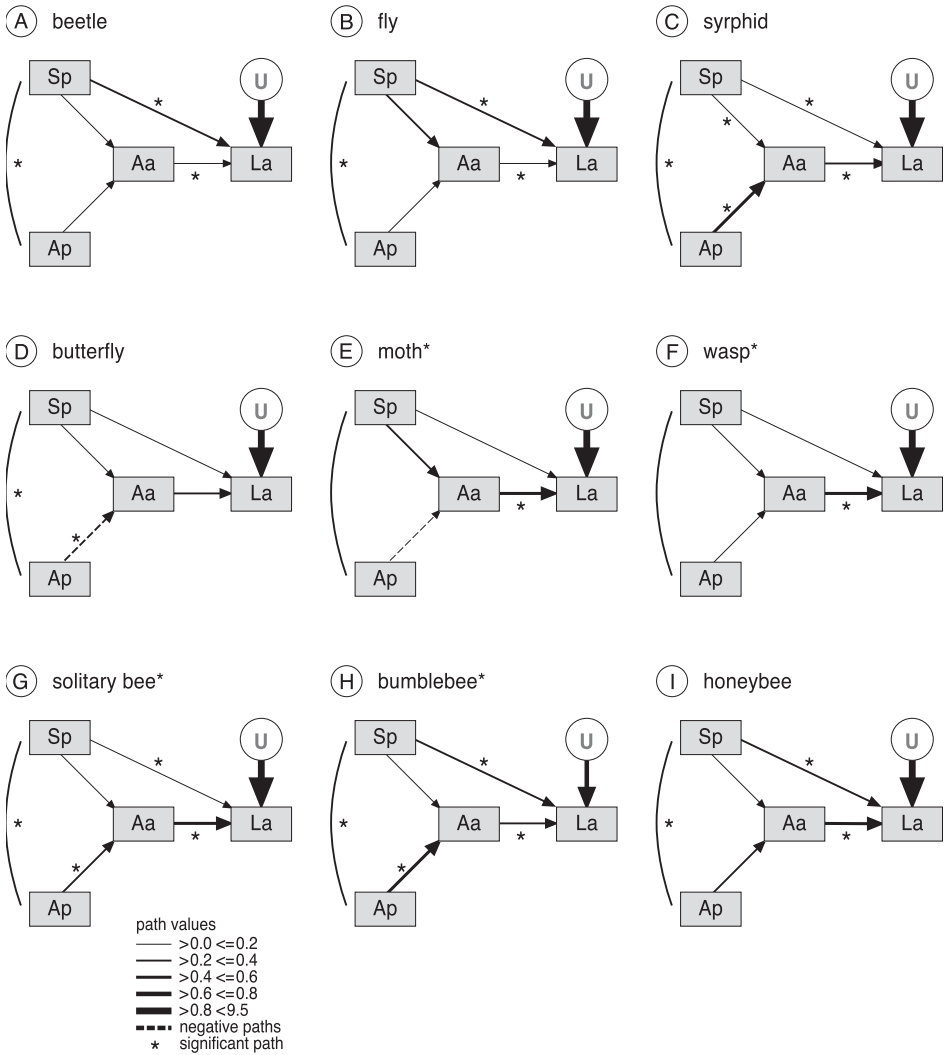 A beetle B fly C syrphid
Sp U Sp U Sp U
* * *
*
* Aa La * Aa La * Aa La
* * *
*
Ap Ap Ap
D butterfly E moth* F wasp*
Sp U Sp U Sp U
* Aa La Aa La Aa La
* *
*
Ap Ap Ap
G solitary bee* H bumblebee* I honeybee
Sp U Sp U Sp U
* * *
* Aa La * Aa La * Aa La
* * *
* *
Ap Ap Ap
path values
>0.0 <=0.2
>0.2 <=0.4
>0.4 <=0.6
>0.6 <=0.8
>0.8 <9.5
negative paths
* significant path